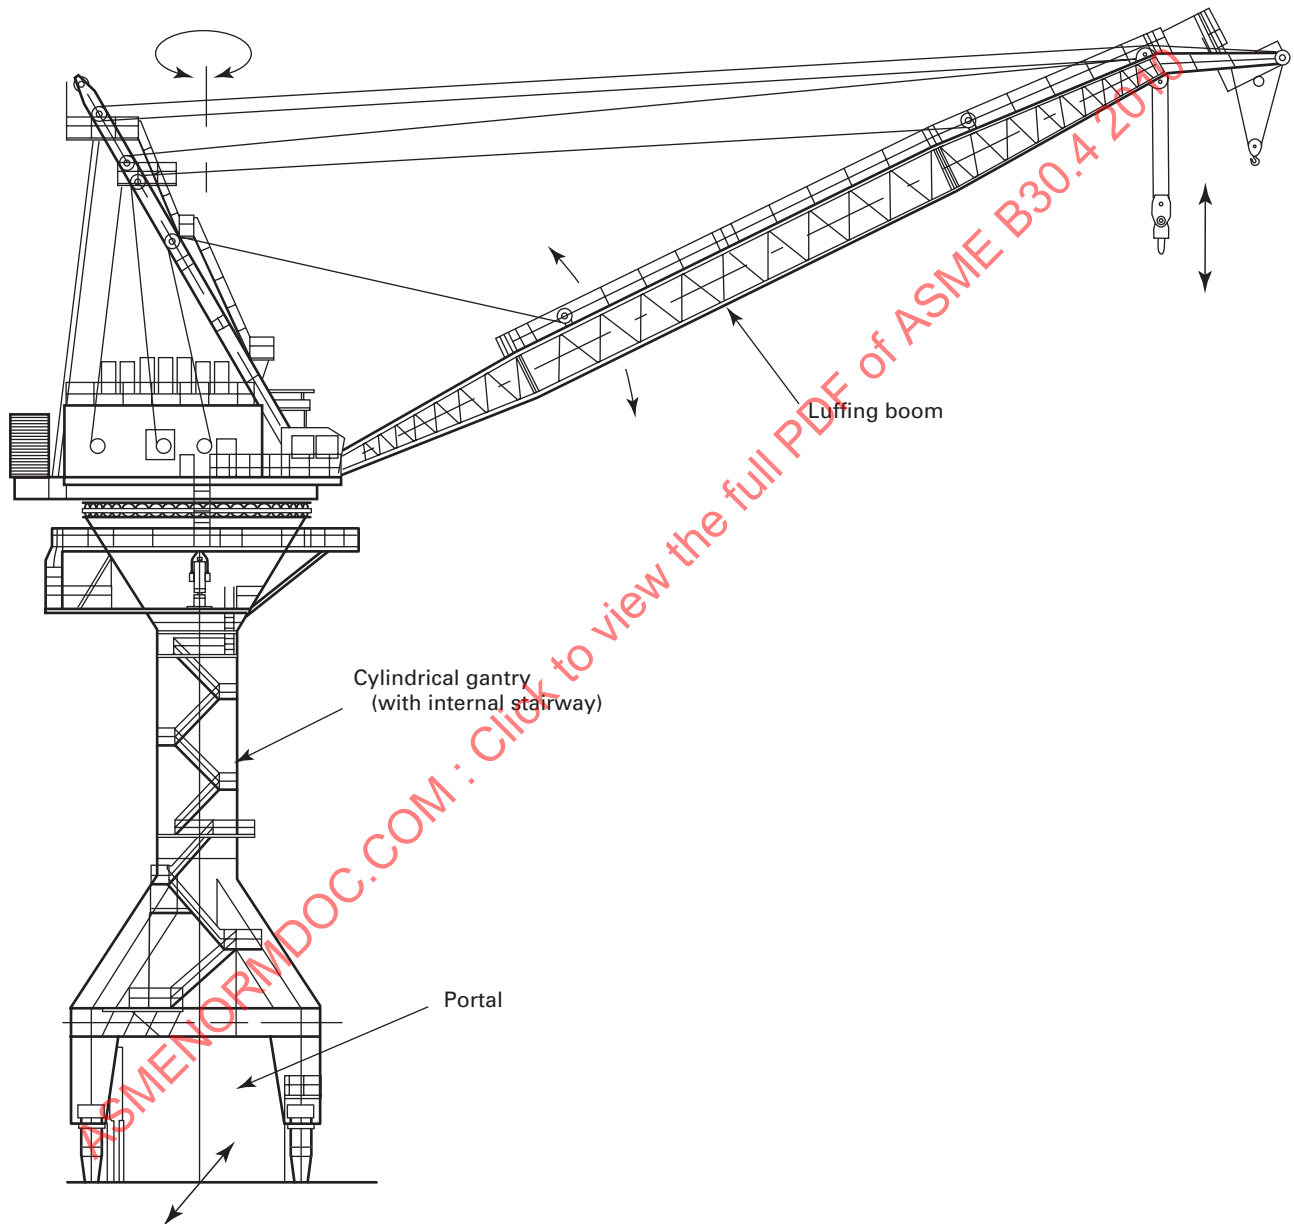 Luffing boom
Cylindrical gantry
(with internal stairway)
Portal
ASMENORMDOC.COM : Click to view the full PDF of ASME B30.4 2010